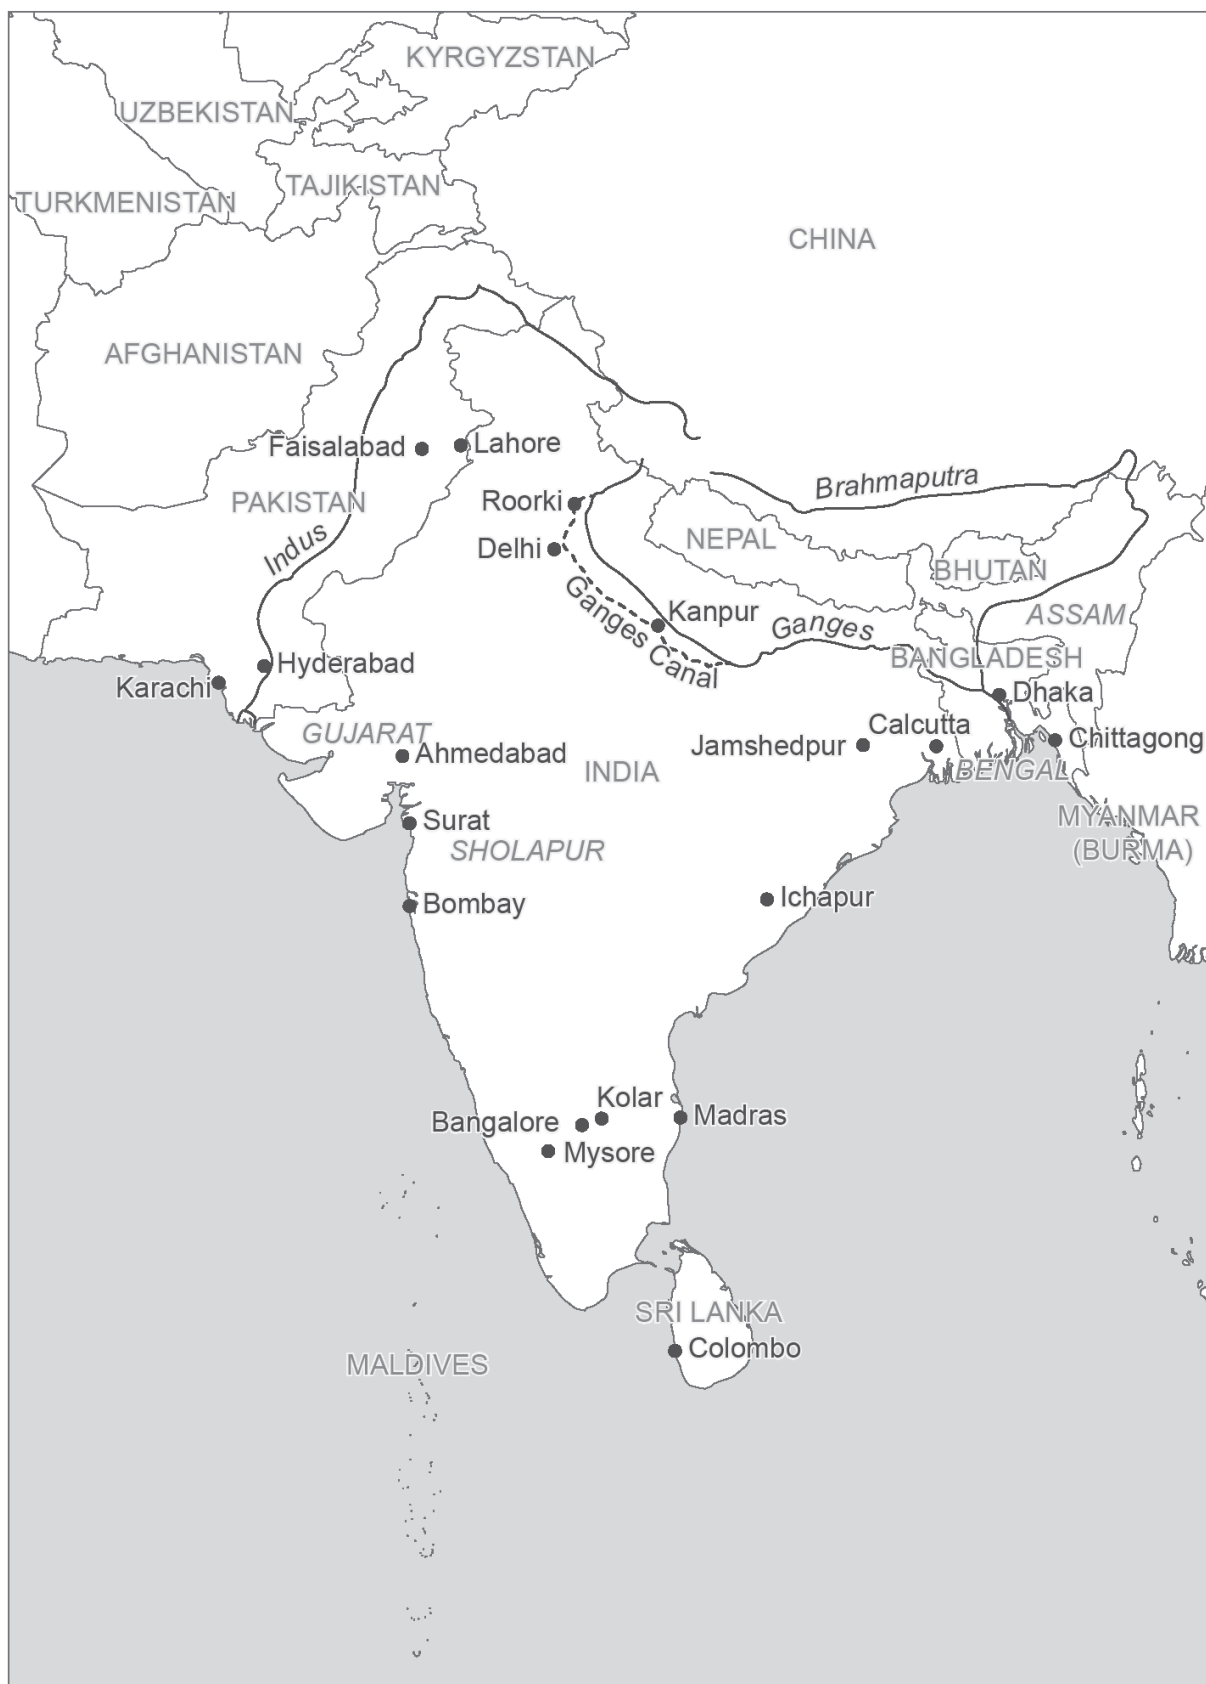 KYRGYZSTAN
UZBEKISTAN
TAJIKISTAN
TURKMENISTAN
CHINA
AFGHANISTAN
Faisalabad
Lahore
PAKISTAN
Indus
Roorki
Delhi
Brahmaputra
NEPAL
BHUTAN
ASSAM
Ganges Canal
Kanpur
Ganges
BANGLADESH
Hyderabad
Karachi
Dhaka
GUJARAT
Ahmedabad
Calcutta
Jamshedpur
Chittagong
INDIA
BENGAL
Surat
SHOLAPUR
MYANMAR
(BURMA)
Bombay
Ichapur
Kolar
Bangalore
Madras
Mysore
SRI LANKA
Colombo
MALDIVES